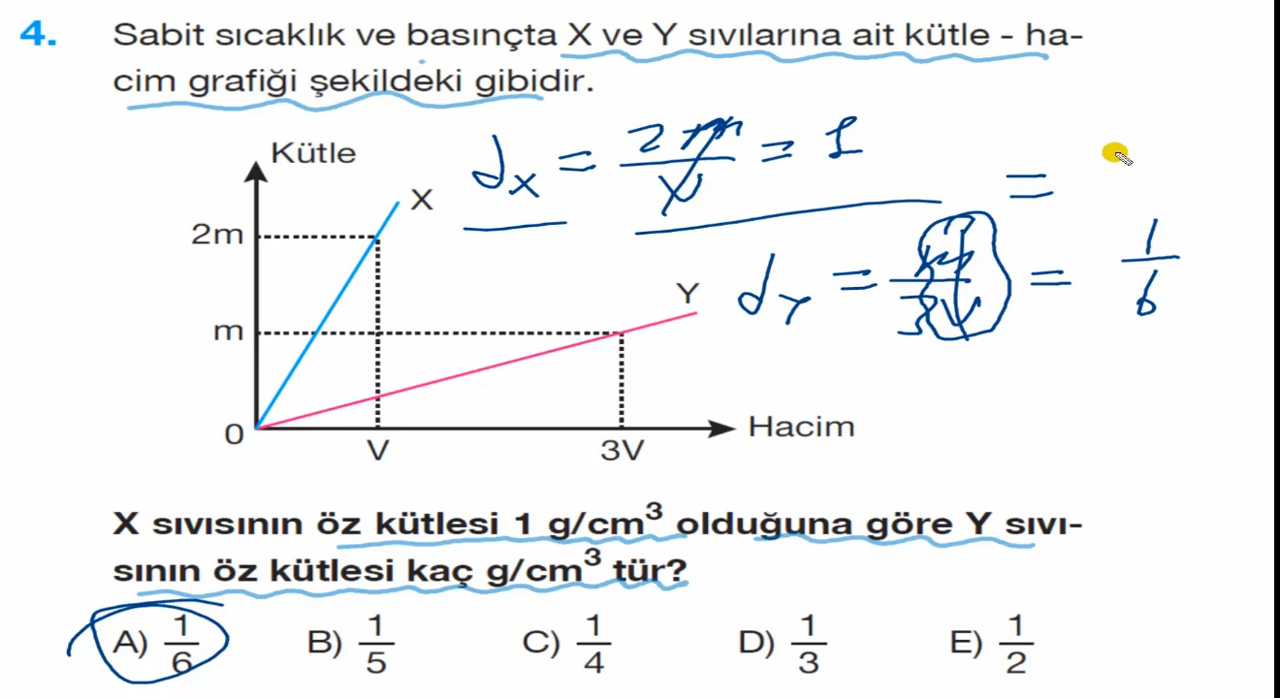 4. Sabit sıcaklık ve basınçta X ve Y sıvılarına ait kütle - ha-
cim grafiği şekildeki gibidir.
Kütle
X
2m
Y
m
0
V
3V
Hacim
dX = 2m/V = 1
=
dY = m/3V = 1/6
X sıvısının öz kütlesi 1 g/cm³ olduğuna göre Y sıvı-
sının öz kütlesi kaç g/cm³ tür?
A) 1/6 B) 1/5 C) 1/4 D) 1/3 E) 1/2